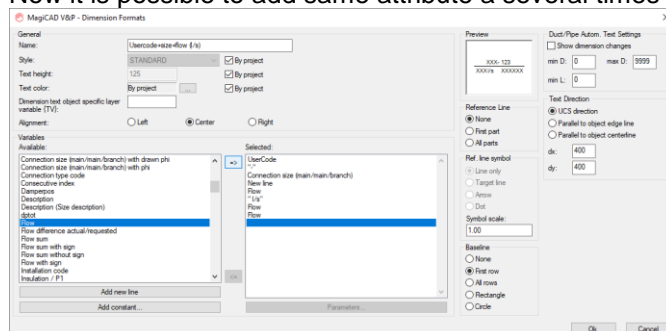 Now it is possible to add same attribute a several times
MagiCAD V&P - Dimension Formats
General
Name: Usercode+size+flow (l/s)
Style: STANDARD By project
Text height: 125 By project
Text color: By project ... By project
Dimension text object specific layer
variable {TV}:
Alignment: Left Center Right
Variables
Available:
Connection size (main/main/branch) with drawn phi
Connection size (main/main/branch) with phi
Connection type code
Consecutive index
Damperpos
Description
Description (Size description)
dptot
Flow
Flow difference actual/requested
Flow sum
Flow sum with sign
Flow sum without sign
Flow with sign
Installation code
Insulation / P1
Add new line
Add constant...
=>
<=
Selected:
UserCode
"-"
Connection size (main/main/branch)
New line
Flow
" l/s"
Flow
Flow
Parameters...
Preview
XXX- 123
XXXl/s XXXXXX
Reference Line
None
First part
All parts
Ref. line symbol
Line only
Target line
Arrow
Dot
Symbol scale:
1.00
Baseline
None
First row
All rows
Rectangle
Circle
Duct/Pipe Autom. Text Settings
Show dimension changes
min D: 0 max D: 9999
min L: 0
Text Direction
UCS direction
Parallel to object edge line
Parallel to object centerline
dx: 400
dy: 400
Ok Cancel